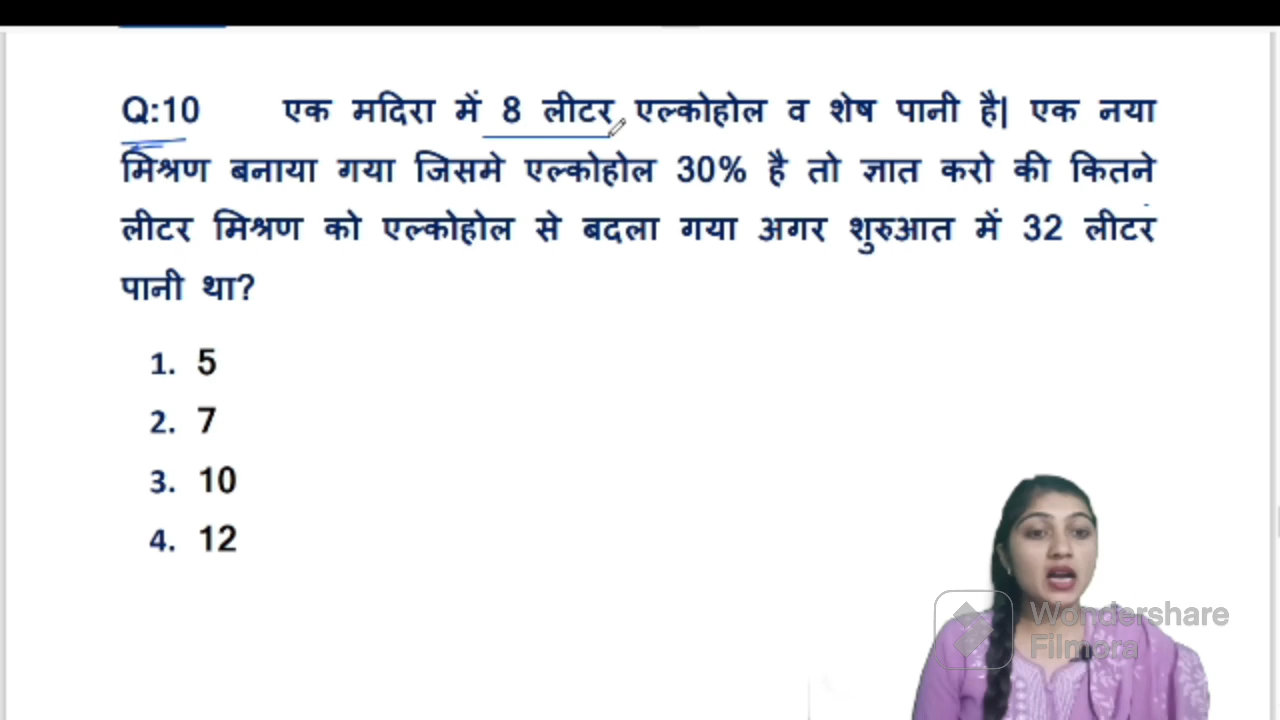 Q:10 एक मदिरा में 8 लीटर एल्कोहोल व शेष पानी है| एक नया
मिश्रण बनाया गया जिसमे एल्कोहोल 30% है तो ज्ञात करो की कितने
लीटर मिश्रण को एल्कोहोल से बदला गया अगर शुरुआत में 32 लीटर
पानी था?
1. 5
2. 7
3. 10
4. 12
Wondershare
Filmora